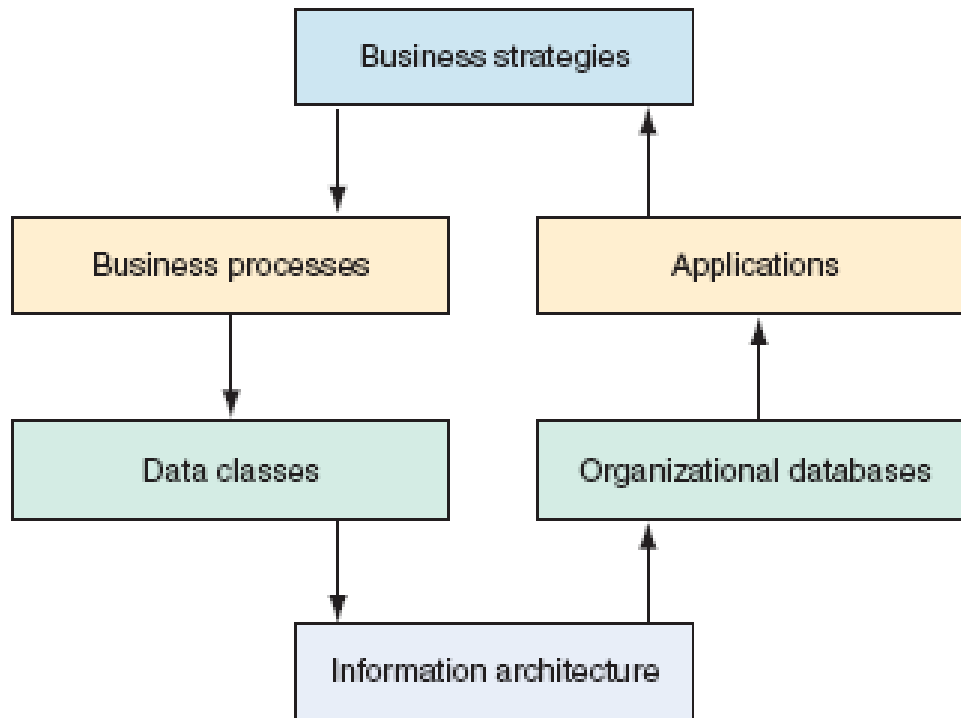 Business strategies
Business processes
Applications
Data classes
Organizational databases
Information architecture